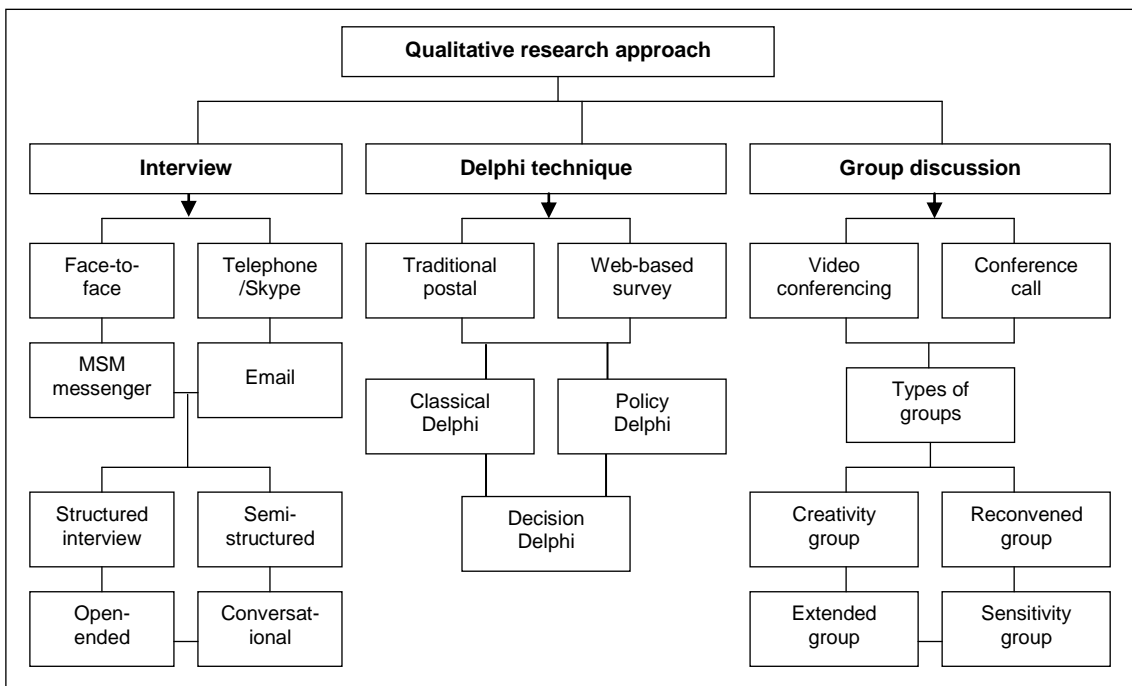 Qualitative research approach
Interview
Delphi technique
Group discussion
Face-to-
face
Telephone
/Skype
Traditional
postal
Web-based
survey
Video
conferencing
Conference
call
MSM
messenger
Email
Classical
Delphi
Policy
Delphi
Types of
groups
Structured
interview
Semi-
structured
Decision
Delphi
Creativity
group
Reconvened
group
Open-
ended
Conversat-
ional
Extended
group
Sensitivity
group